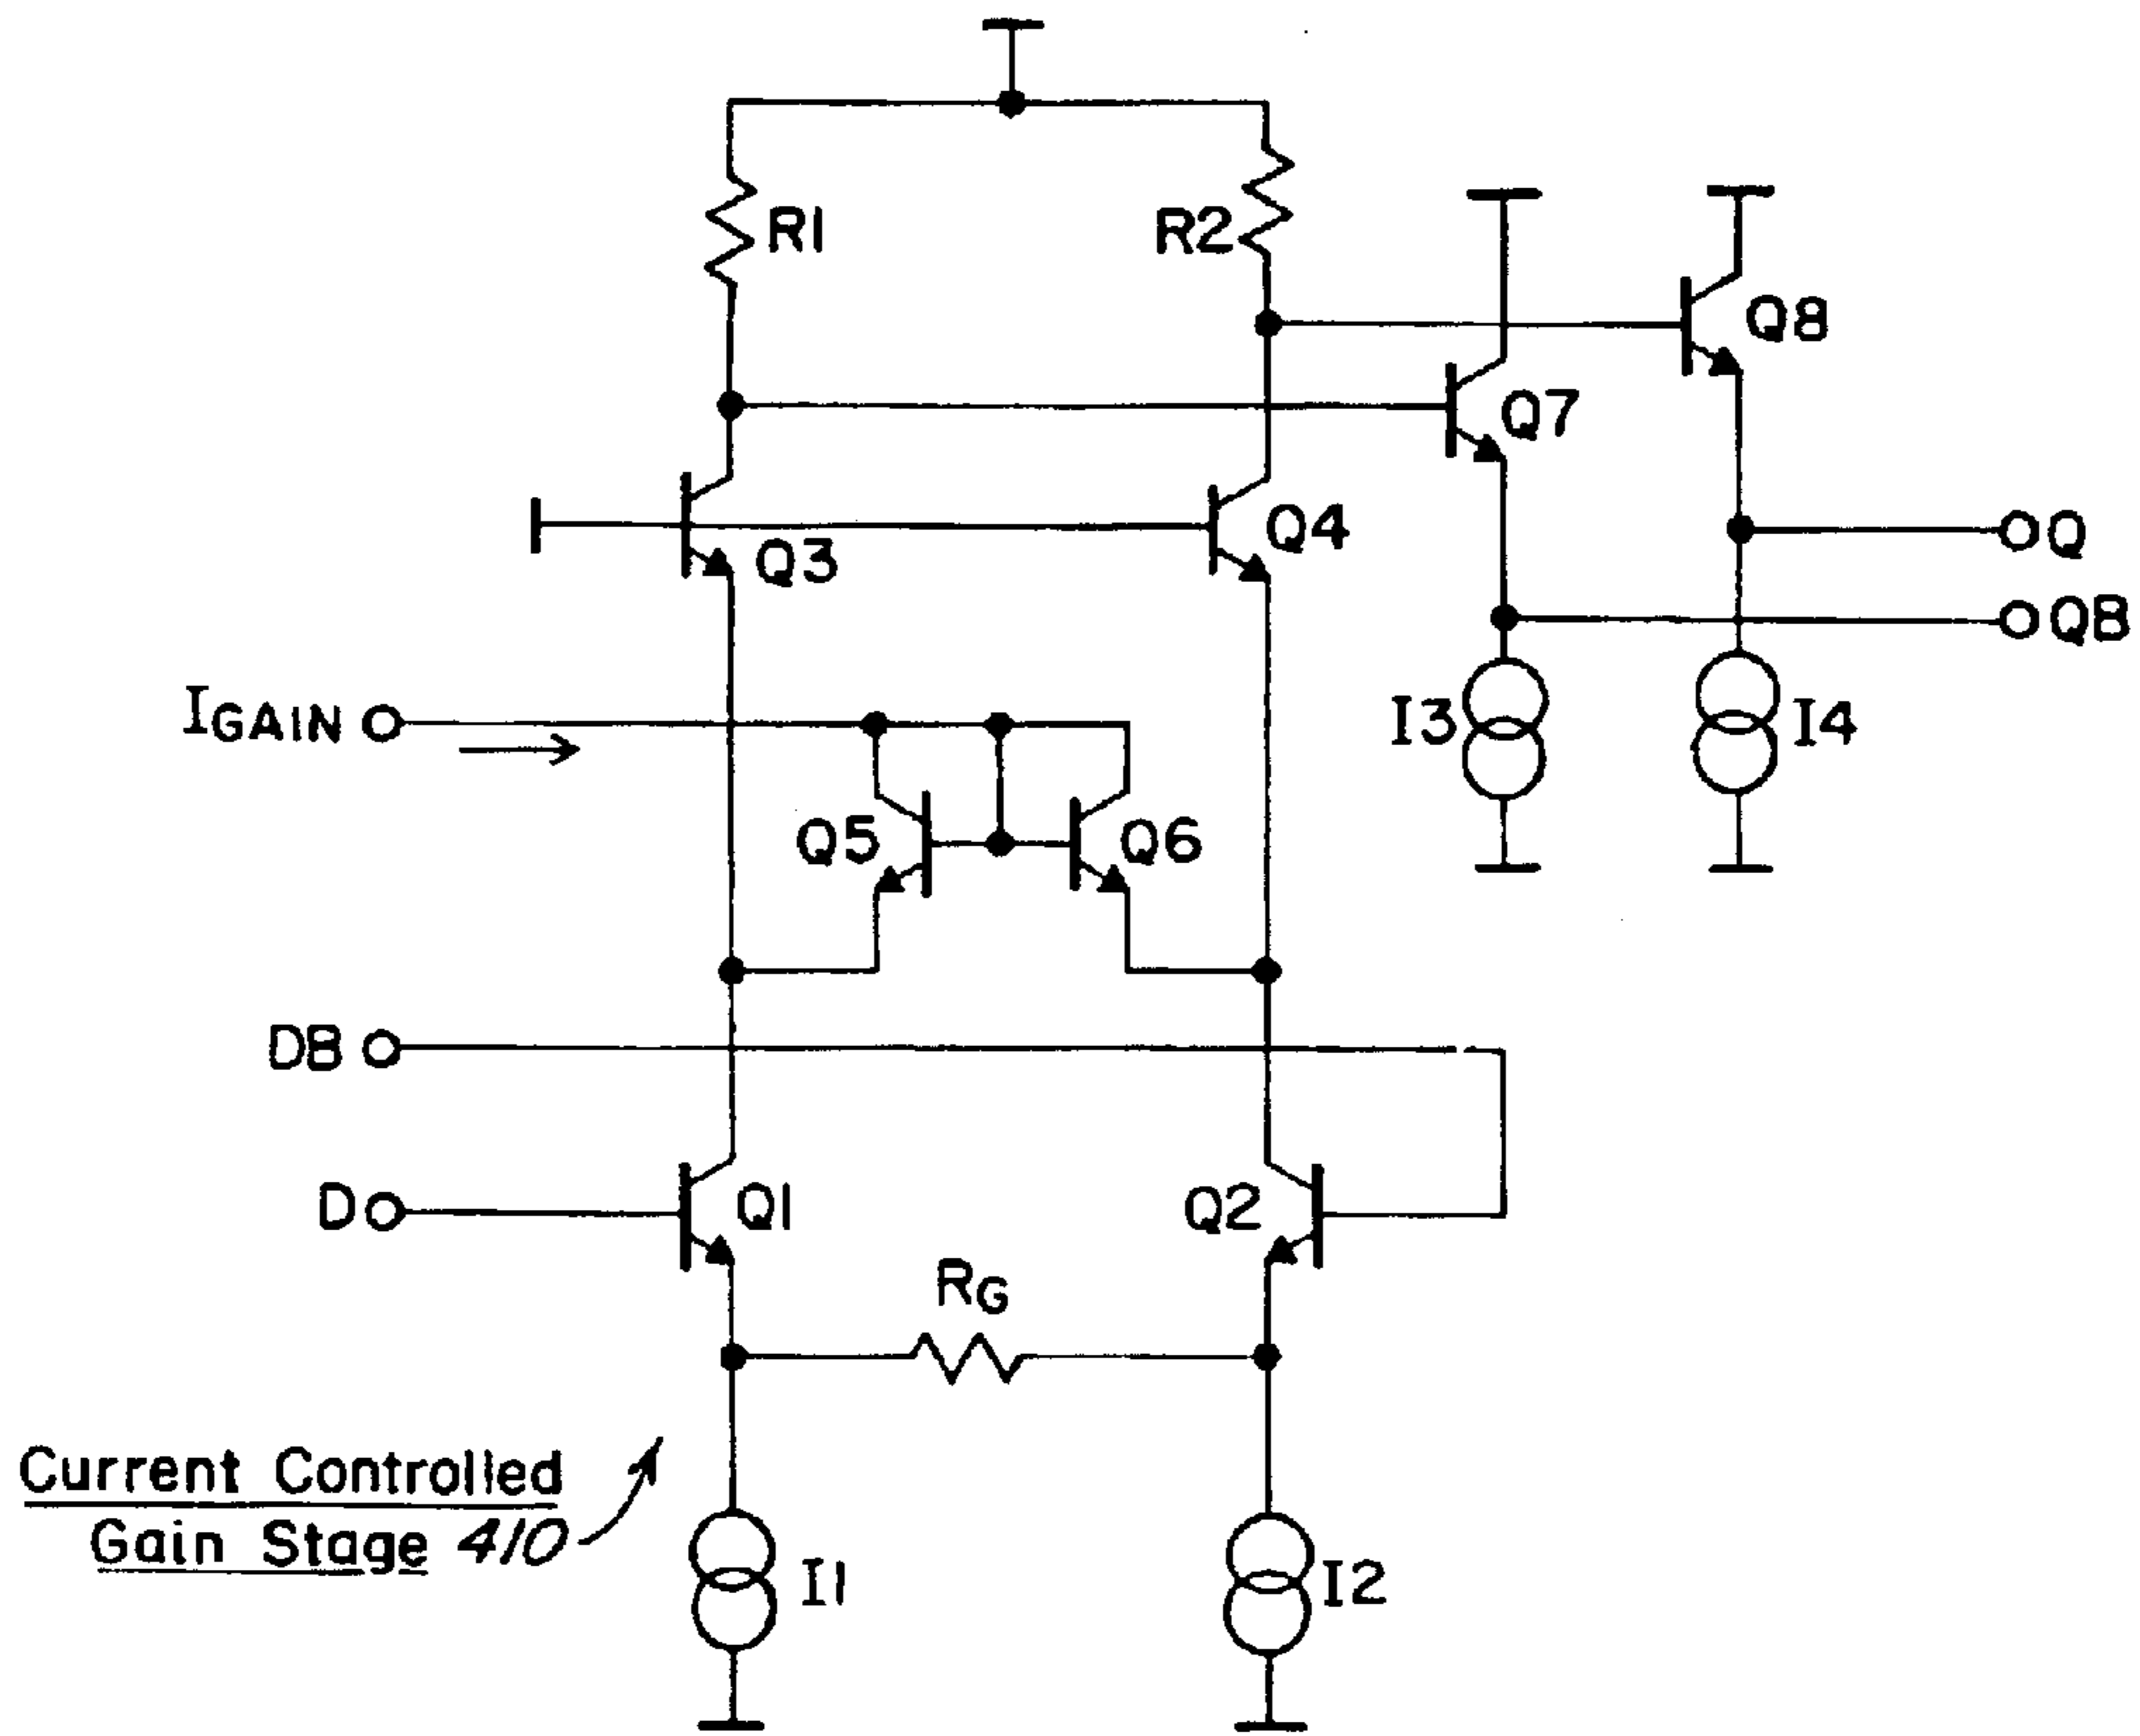 R1
R2
Q8
Q7
Q3
Q4
Q
QB
IGAIN
I3
I4
Q5
Q6
DB
D
Q1
Q2
RG
Current Controlled
Gain Stage 410
I1
I2